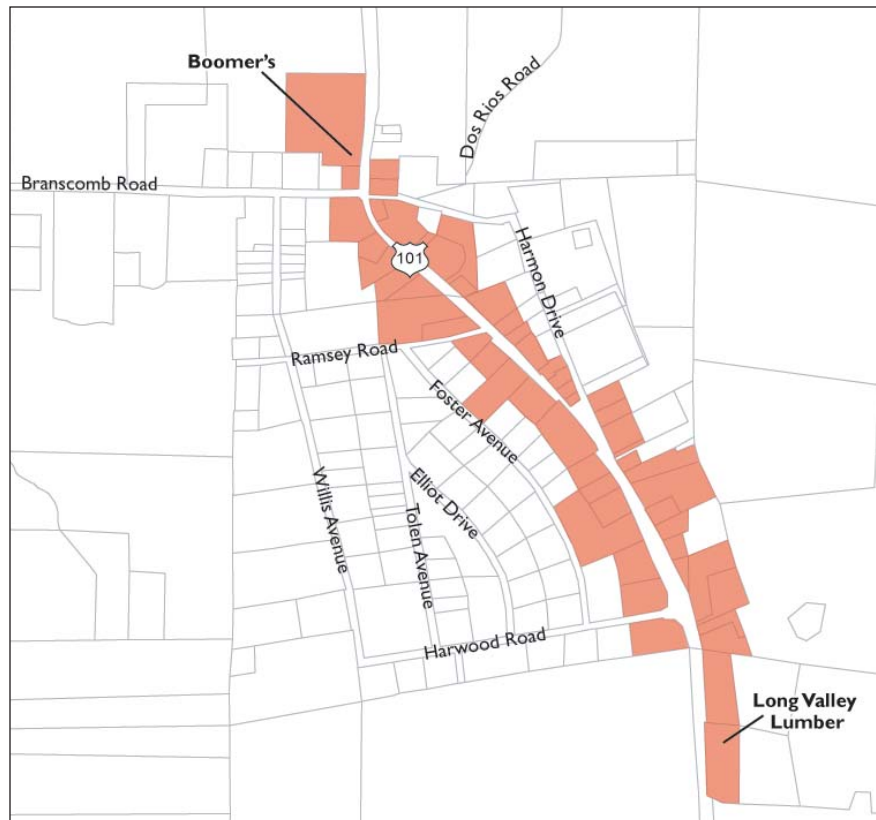 Boomer's
Dos Rios Road
Branscomb Road
Harmon Drive
101
Ramsey Road
Foster Avenue
Willis Avenue
Elliot Drive
Tolen Avenue
Harwood Road
Long Valley
Lumber